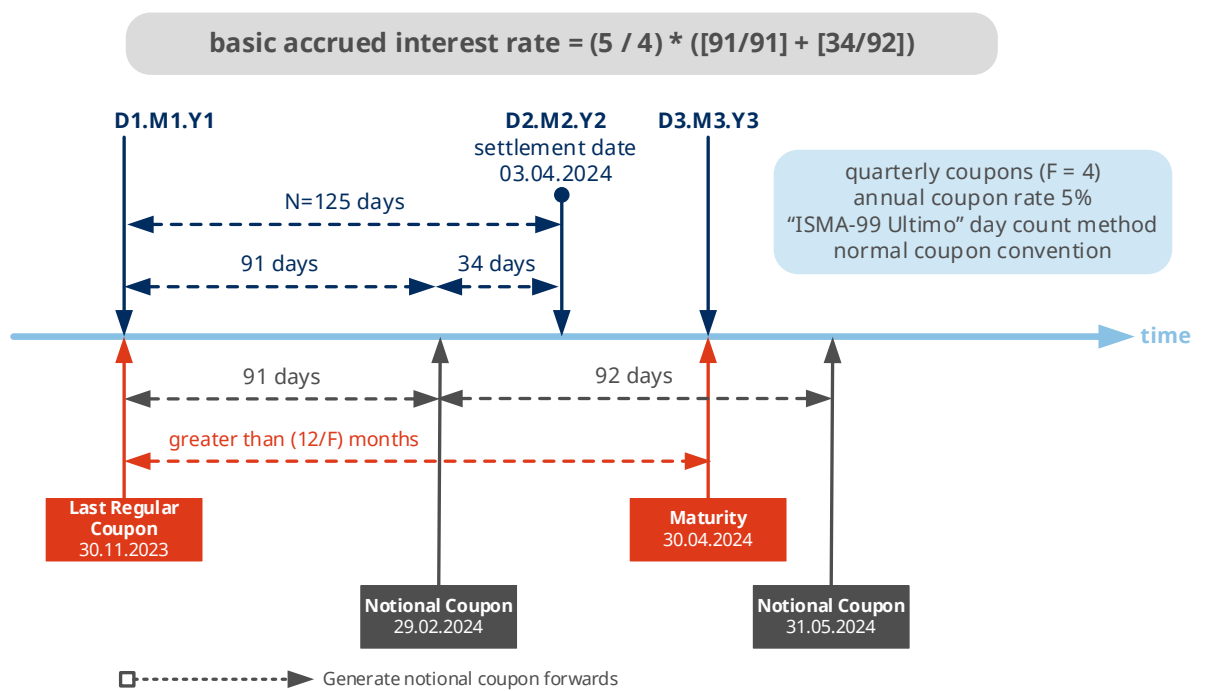 basic accrued interest rate = (5 / 4) * ([91/91] + [34/92])
D1.M1.Y1
D2.M2.Y2
D3.M3.Y3
settlement date
03.04.2024
quarterly coupons (F = 4)
annual coupon rate 5%
“ISMA-99 Ultimo” day count method
normal coupon convention
N=125 days
91 days
34 days
time
91 days
92 days
greater than (12/F) months
Last Regular
Coupon
30.11.2023
Maturity
30.04.2024
Notional Coupon
29.02.2024
Notional Coupon
31.05.2024
Generate notional coupon forwards